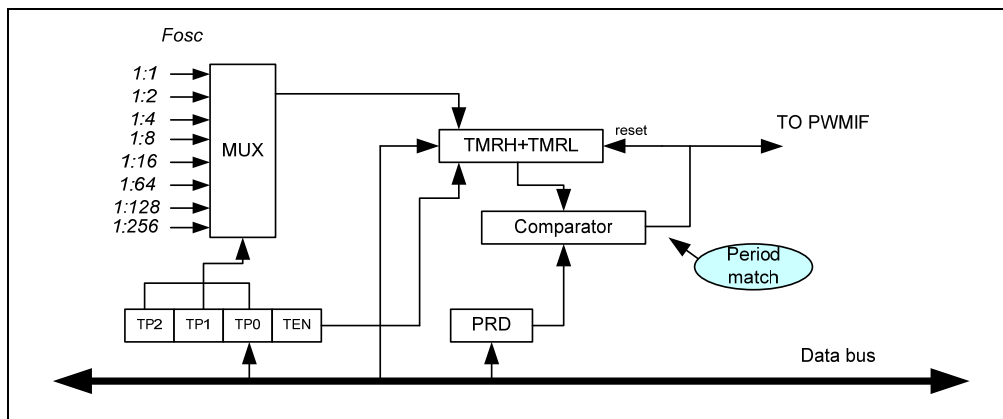 Fosc
1:1
1:2
1:4
1:8
1:16
1:64
1:128
1:256
MUX
TMRH+TMRL
reset
TO PWMIF
Comparator
Period
match
TP2
TP1
TP0
TEN
PRD
Data bus